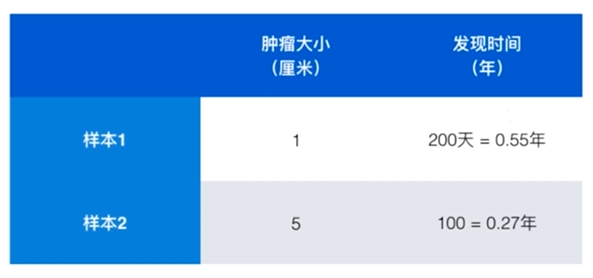 肿瘤大小
（厘米）
发现时间
（年）
样本1
1
200天 = 0.55年
样本2
5
100 = 0.27年